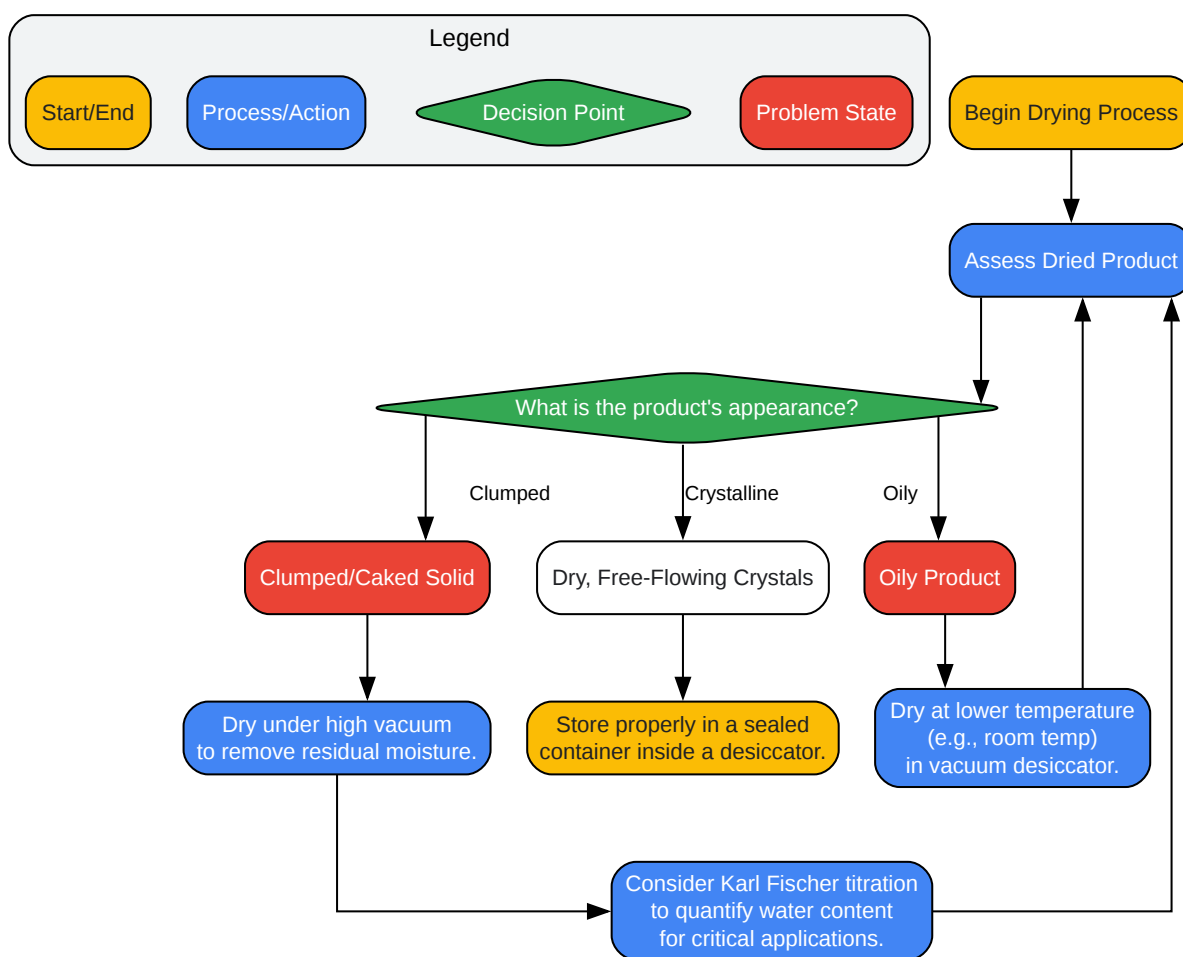 Legend
Start/End
Process/Action
Decision Point
Problem State
Begin Drying Process
Assess Dried Product
What is the product's appearance?
Clumped
Crystalline
Oily
Clumped/Caked Solid
Dry, Free-Flowing Crystals
Oily Product
Dry under high vacuum
to remove residual moisture.
Store properly in a sealed
container inside a desiccator.
Dry at lower temperature
(e.g., room temp)
in vacuum desiccator.
Consider Karl Fischer titration
to quantify water content
for critical applications.